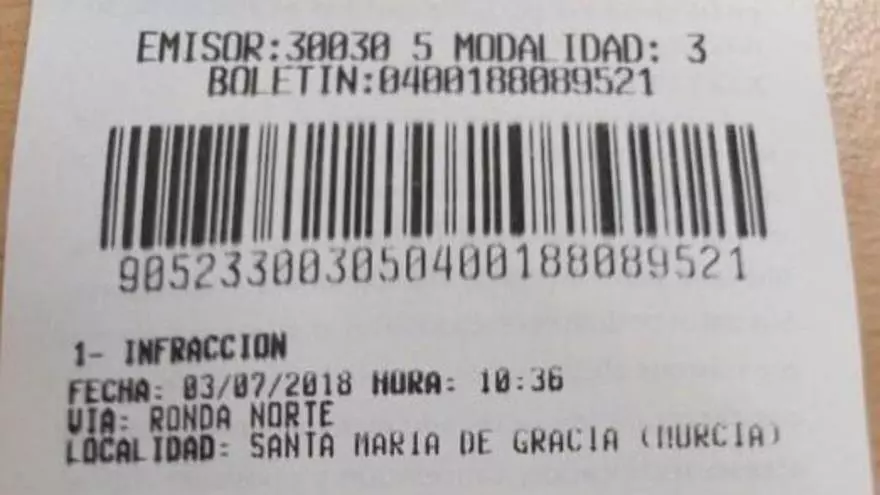 EMISOR:30030 5 MODALIDAD: 3
BOLETIN:0400188089521
905233003050400188089521
1- INFRACCION
FECHA: 03/07/2018 HORA: 10:36
VIA: RONDA NORTE
LOCALIDAD: SANTA MARIA DE GRACIA (MURCIA)